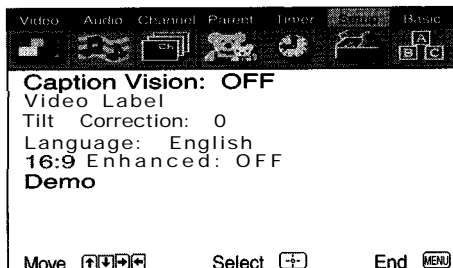 Video Audio Channel Parent Timer Setup Basic
Ch
A
B C
Caption Vision: OFF
Video Label
Tilt Correction: 0
Language: English
16:9 Enhanced: OFF
Demo
Move Select End MENU